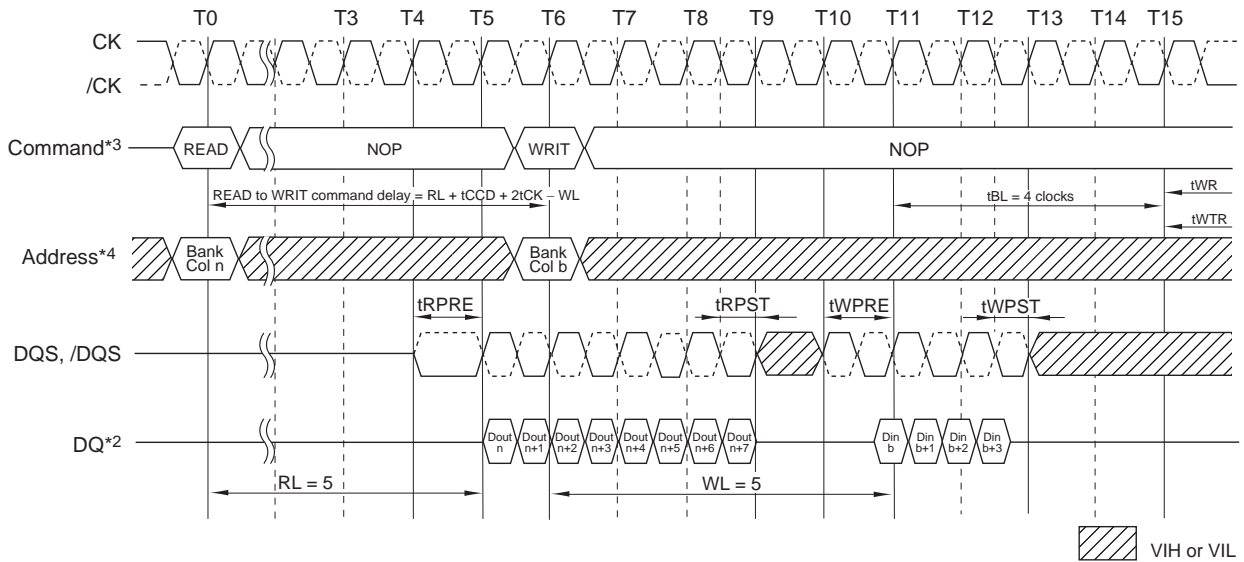 T0 T3 T4 T5 T7 T8 T9 T10 T11 T12 T13 T14 T15
CK
/CK
Command*3 READ NOP WRIT NOP
READ to WRIT command delay = RL + tCCD + 2tCK – WL
tBL = 4 clocks
tWR
tWTR
Address*4 Bank Col n Bank Col b
tRPRE tRPST tWPRE tWPST
DQS, /DQS
DQ*2 Dout n Dout n+1 Dout n+2 Dout n+3 Dout n+4 Dout n+5 Dout n+6 Dout n+7 Din b Din b+1 Din b+2 Din b+3
RL = 5 WL = 5
VIH or VIL